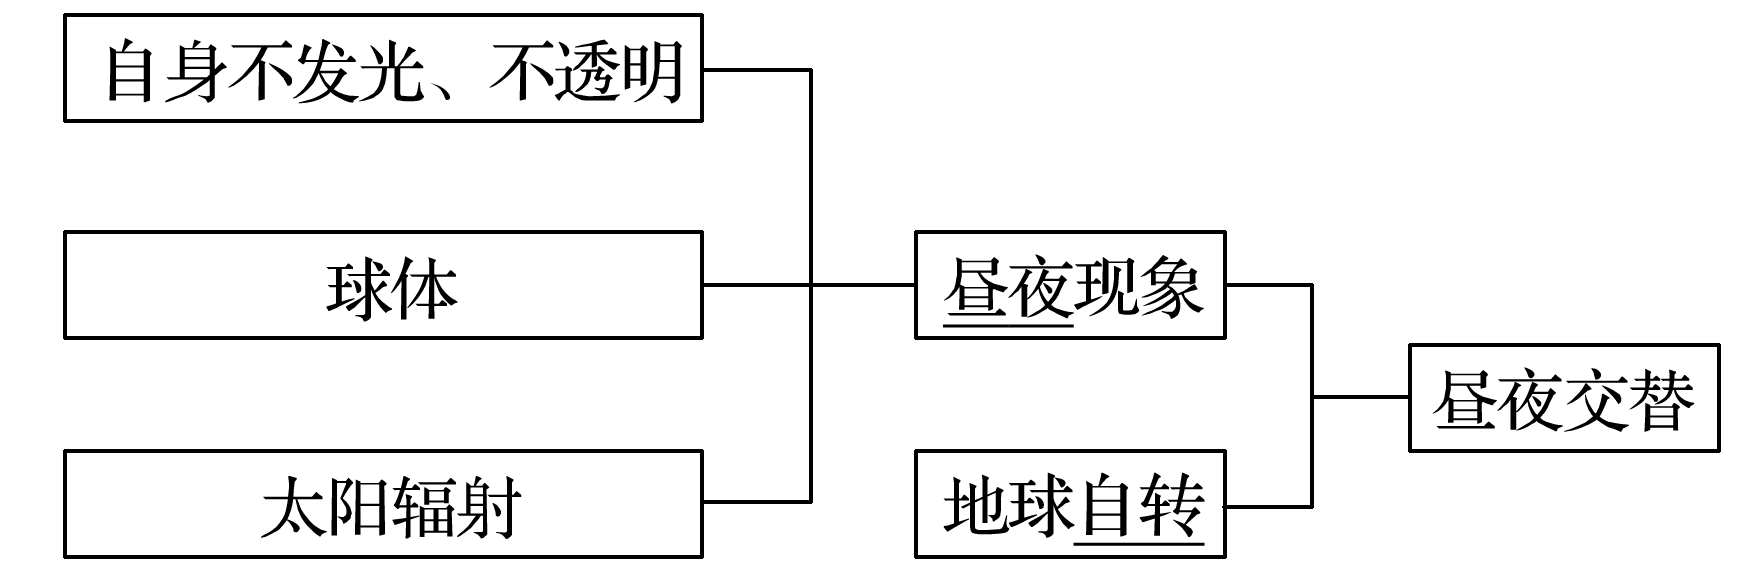 自身不发光、不透明
球体
太阳辐射
昼夜现象
地球自转
昼夜交替